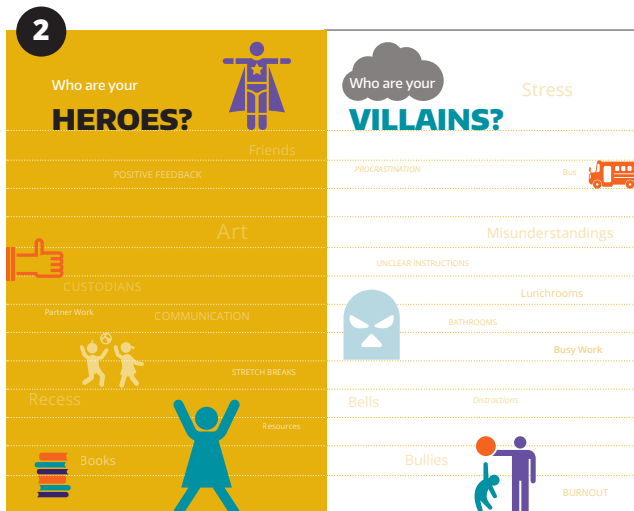 2
Who are your
HEROES?
Friends
POSITIVE FEEDBACK
Art
CUSTODIANS
Partner Work
COMMUNICATION
STRETCH BREAKS
Recess
Resources
Books
Who are your
VILLAINS?
Stress
PROCRASTINATION
Bus
Misunderstandings
UNCLEAR INSTRUCTIONS
Lunchrooms
BATHROOMS
Busy Work
Bells
Distractions
Bullies
BURNOUT